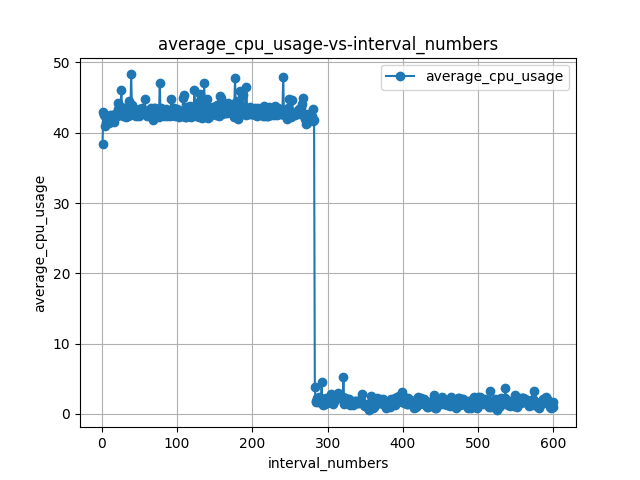 average_cpu_usage-vs-interval_numbers
average_cpu_usage
50
40
30
20
10
0
average_cpu_usage
0 100 200 300 400 500 600
interval_numbers